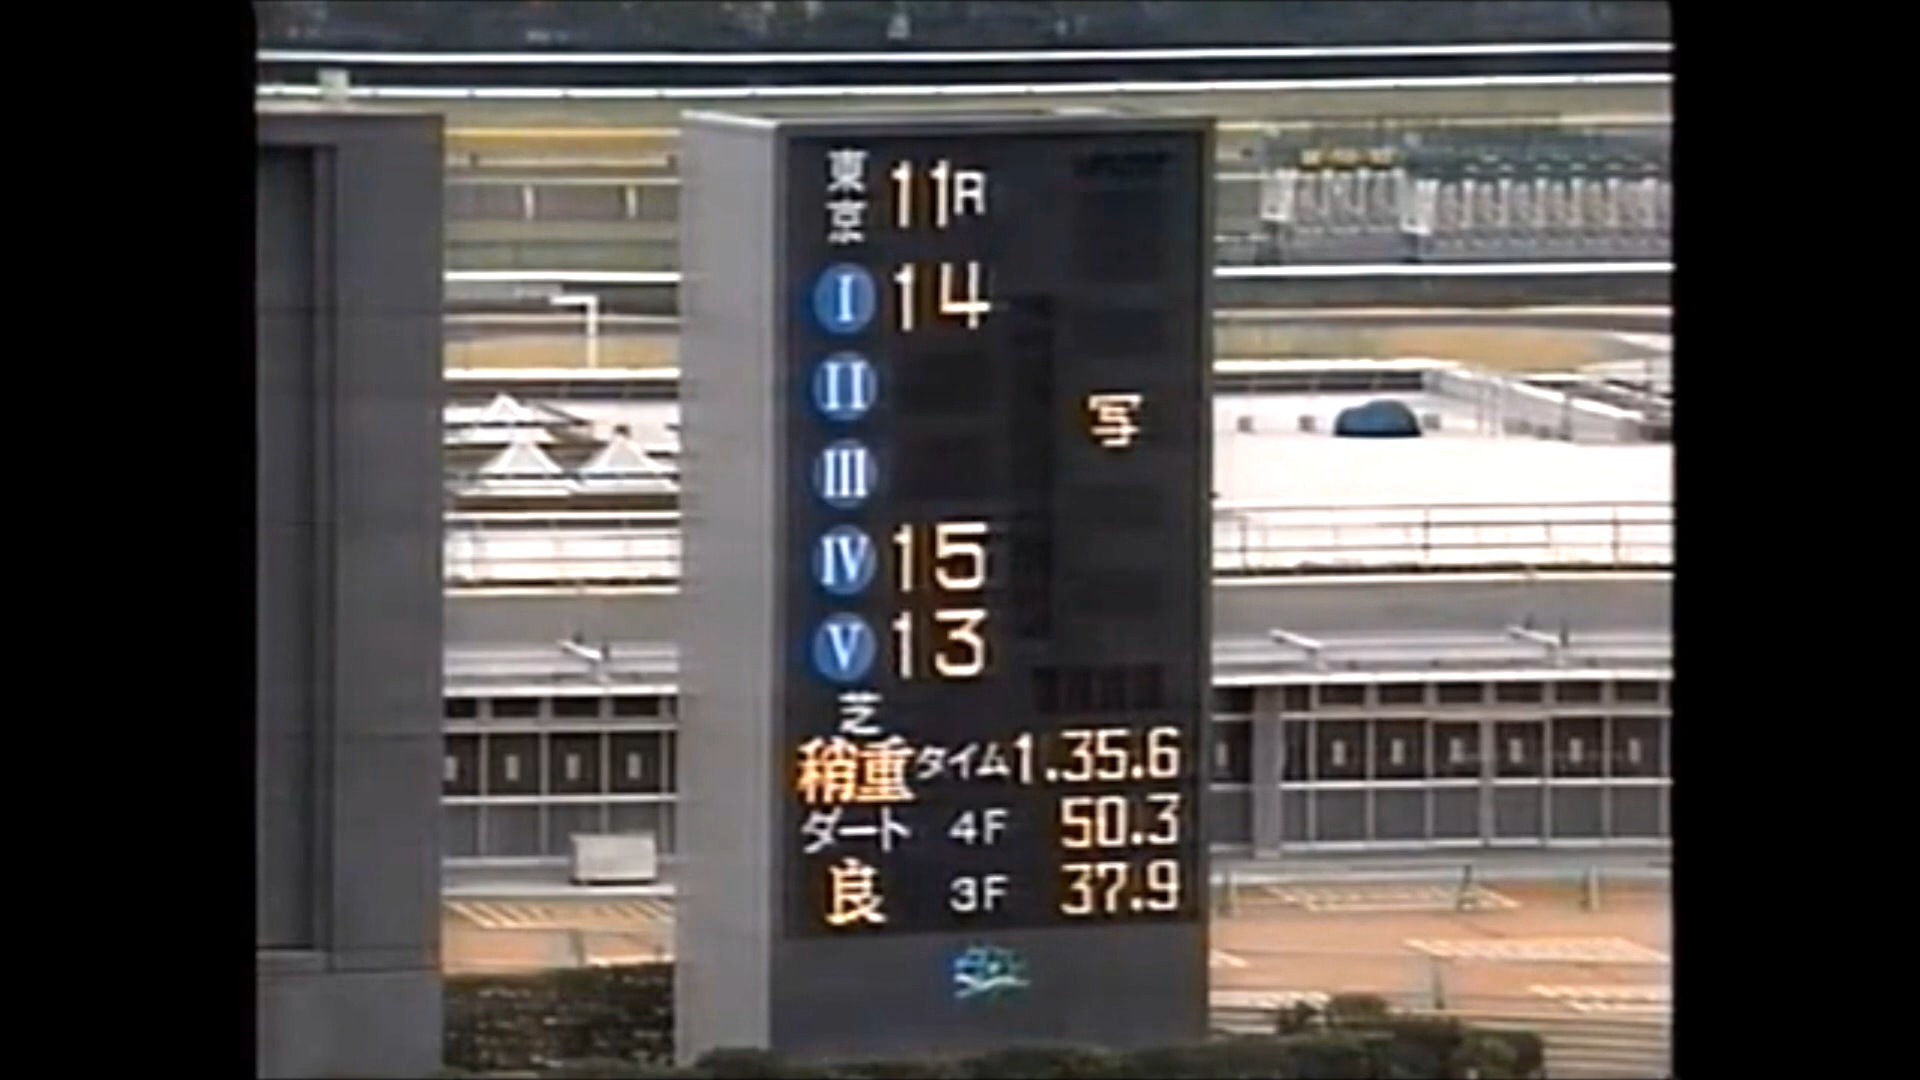 東京 11R
Ⅰ 14
Ⅱ
写
Ⅲ
Ⅳ 15
Ⅴ 13
芝
稍重 タイム 1.35.6
ダート 4F 50.3
良 3F 37.9